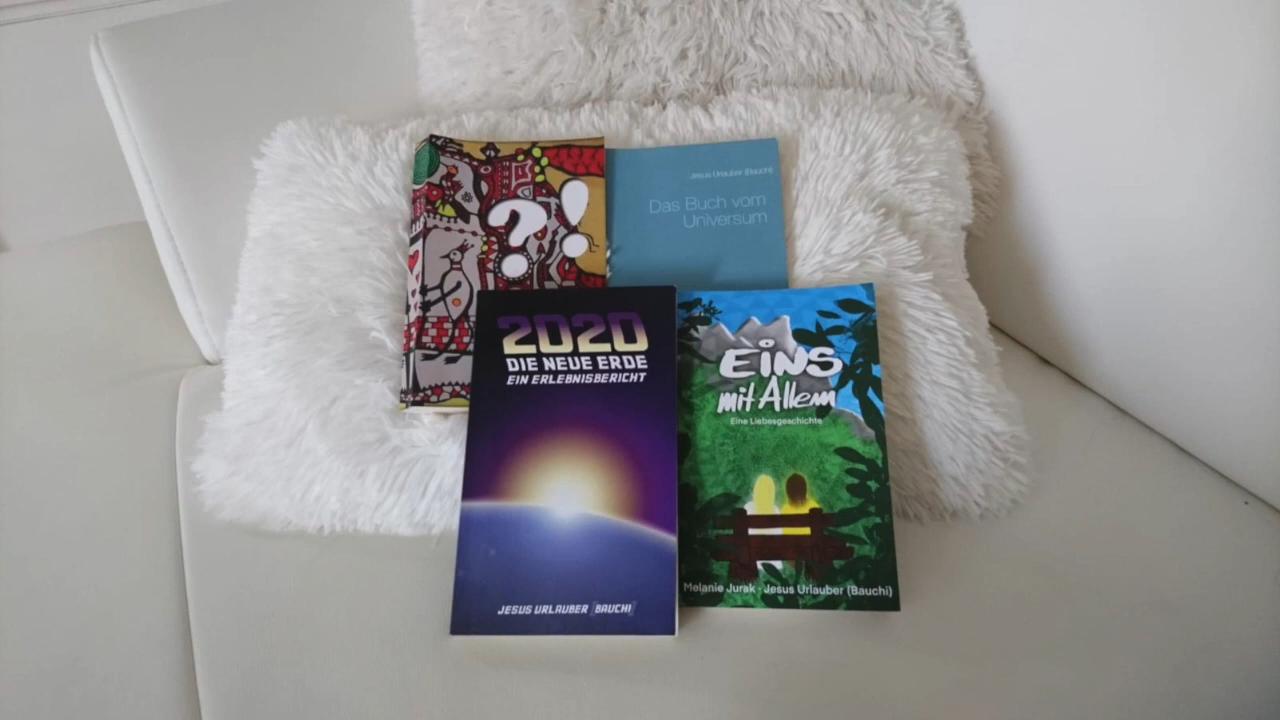 ?!
Jesus Urlauber (Bauchi)
Das Buch vom
Universum
2020
DIE NEUE ERDE
EIN ERLEBNISBERICHT
JESUS URLAUBER [BAUCHI]
EINS
mit Allem
Eine Liebesgeschichte
Melanie Jurak · Jesus Urlauber (Bauchi)